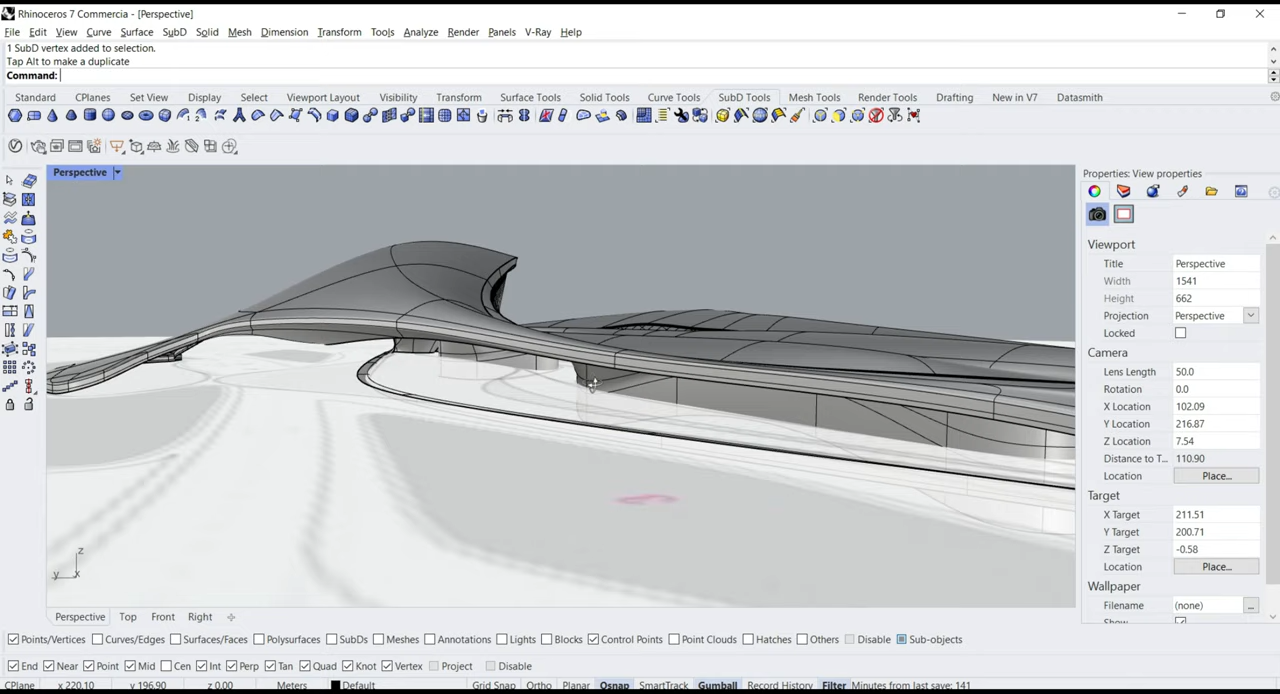 Rhinoceros 7 Commercia - [Perspective]
File Edit View Curve Surface SubD Solid Mesh Dimension Transform Tools Analyze Render Panels V-Ray Help
1 SubD vertex added to selection.
Tap Alt to make a duplicate
Command:
Standard CPlanes Set View Display Select Viewport Layout Visibility Transform Surface Tools Solid Tools Curve Tools SubD Tools Mesh Tools Render Tools Drafting New in V7 Datasmith
Perspective
Properties: View properties
Viewport
Title Perspective
Width 1541
Height 662
Projection Perspective
Locked
Camera
Lens Length 50.0
Rotation 0.0
X Location 102.09
Y Location 216.87
Z Location 7.54
Distance to T... 110.90
Location Place...
Target
X Target 211.51
Y Target 200.71
Z Target -0.58
Location Place...
Wallpaper
Filename (none) ...
Show
z
y x
Perspective Top Front Right
Points/Vertices Curves/Edges Surfaces/Faces Polysurfaces SubDs Meshes Annotations Lights Blocks Control Points Point Clouds Hatches Others Disable Sub-objects
End Near Point Mid Cen Int Perp Tan Quad Knot Vertex Project Disable
CPlane x 220.10 y 196.90 z 0.00 Meters Default Grid Snap Ortho Planar Osnap SmartTrack Gumball Record History Filter Minutes from last save: 141